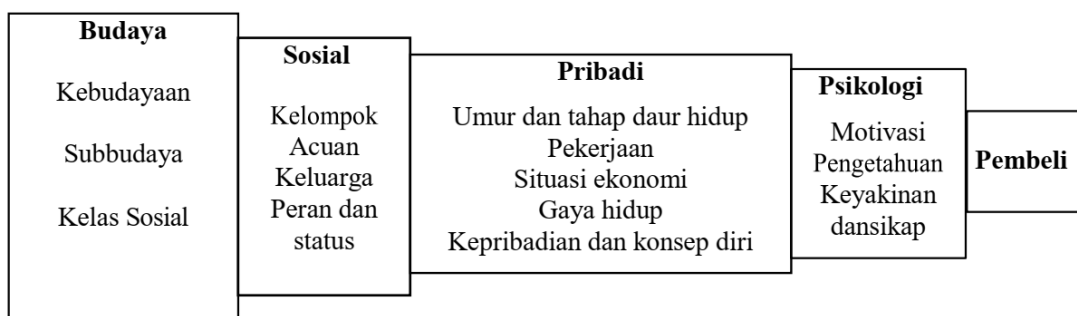 Budaya
Kebudayaan
Subbudaya
Kelas Sosial
Sosial
Kelompok
Acuan
Keluarga
Peran dan
status
Pribadi
Umur dan tahap daur hidup
Pekerjaan
Situasi ekonomi
Gaya hidup
Kepribadian dan konsep diri
Psikologi
Motivasi
Pengetahuan
Keyakinan
dansikap
Pembeli